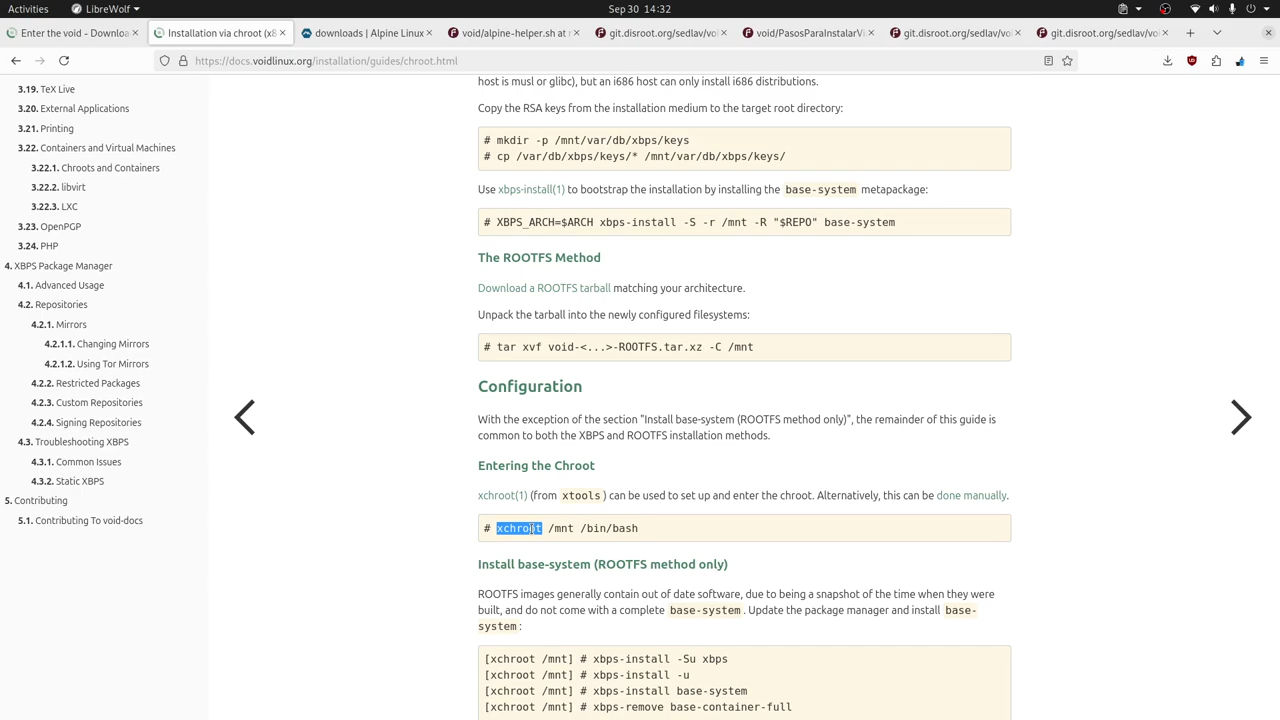 Activities
LibreWolf
Sep 30 14:32
Enter the void - Downloa
Installation via chroot (x8
downloads | Alpine Linux
void/alpine-helper.sh at
git.disroot.org/sedlav/
void/PasosParaInstalarVi
git.disroot.org/sedlav/
git.disroot.org/sedlav/
https://docs.voidlinux.org/installation/guides/chroot.html
3.19. TeX Live
3.20. External Applications
3.21. Printing
3.22. Containers and Virtual Machines
3.22.1. Chroots and Containers
3.22.2. libvirt
3.22.3. LXC
3.23. OpenPGP
3.24. PHP
4. XBPS Package Manager
4.1. Advanced Usage
4.2. Repositories
4.2.1. Mirrors
4.2.1.1. Changing Mirrors
4.2.1.2. Using Tor Mirrors
4.2.2. Restricted Packages
4.2.3. Custom Repositories
4.2.4. Signing Repositories
4.3. Troubleshooting XBPS
4.3.1. Common Issues
4.3.2. Static XBPS
5. Contributing
5.1. Contributing To void-docs
host is musl or glibc), but an i686 host can only install i686 distributions.
Copy the RSA keys from the installation medium to the target root directory:
# mkdir -p /mnt/var/db/xbps/keys
# cp /var/db/xbps/keys/* /mnt/var/db/xbps/keys/
Use xbps-install(1) to bootstrap the installation by installing the base-system metapackage:
# XBPS_ARCH=$ARCH xbps-install -S -r /mnt -R "$REPO" base-system
The ROOTFS Method
Download a ROOTFS tarball matching your architecture.
Unpack the tarball into the newly configured filesystems:
# tar xvf void-<...>-ROOTFS.tar.xz -C /mnt
Configuration
With the exception of the section "Install base-system (ROOTFS method only)", the remainder of this guide is
common to both the XBPS and ROOTFS installation methods.
Entering the Chroot
xchroot(1) (from xtools) can be used to set up and enter the chroot. Alternatively, this can be done manually.
# xchroot /mnt /bin/bash
Install base-system (ROOTFS method only)
ROOTFS images generally contain out of date software, due to being a snapshot of the time when they were
built, and do not come with a complete base-system. Update the package manager and install base-
system:
[xchroot /mnt] # xbps-install -Su xbps
[xchroot /mnt] # xbps-install -u
[xchroot /mnt] # xbps-install base-system
[xchroot /mnt] # xbps-remove base-container-full